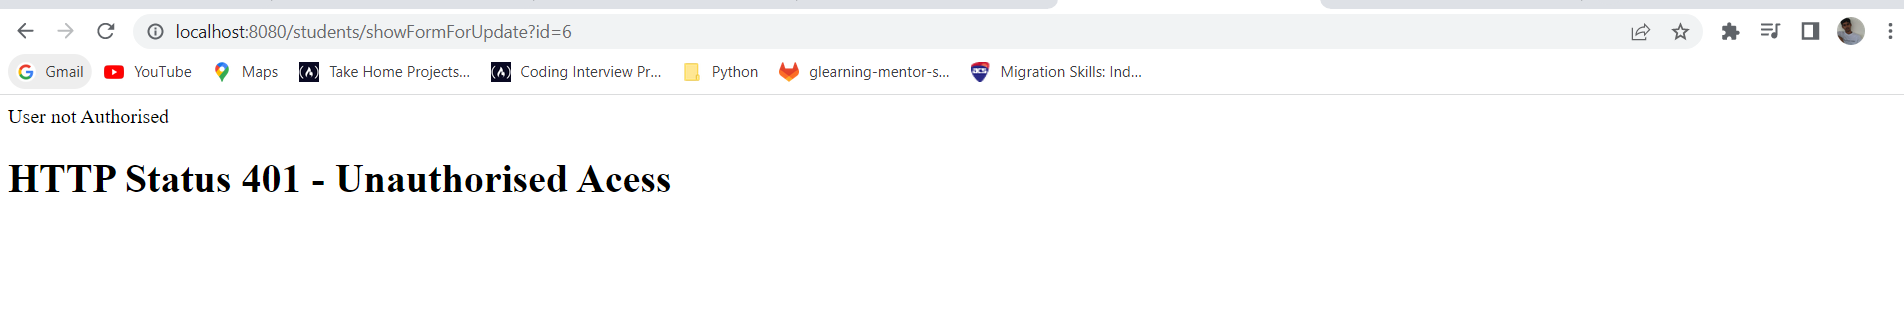 localhost:8080/students/showFormForUpdate?id=6
Gmail YouTube Maps (A) Take Home Projects... (A) Coding Interview Pr... Python glearning-mentor-s... acs Migration Skills: Ind...
User not Authorised
HTTP Status 401 - Unauthorised Acess